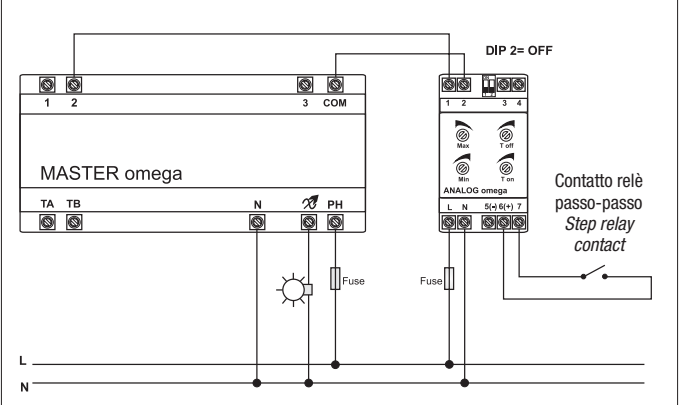 DIP 2= OFF
1 2 3 COM
1 2 3 4
Max T off
MASTER omega
Min T on
ANALOG omega
Contatto relè
passo-passo
Step relay
contact
TA TB N PH
L N 5(-) 6(+) 7
Fuse
Fuse
L
N